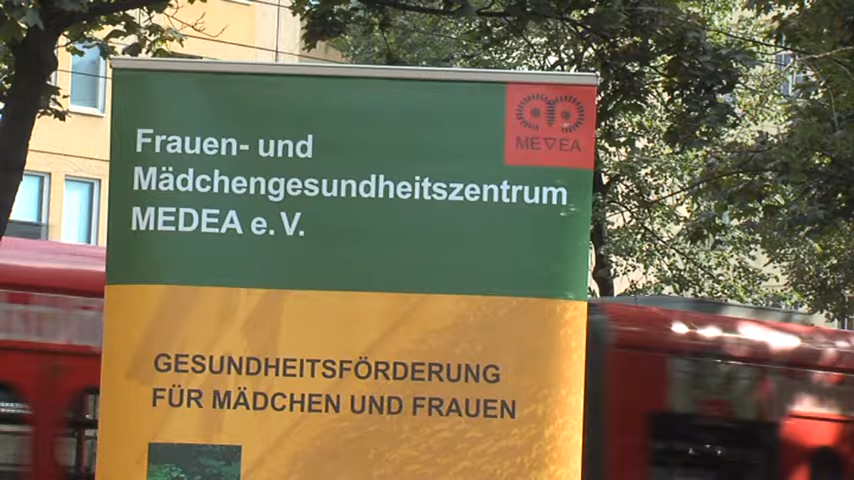 MEDEA
Frauen- und
Mädchengesundheitszentrum
MEDEA e. V.
GESUNDHEITSFÖRDERUNG
FÜR MÄDCHEN UND FRAUEN